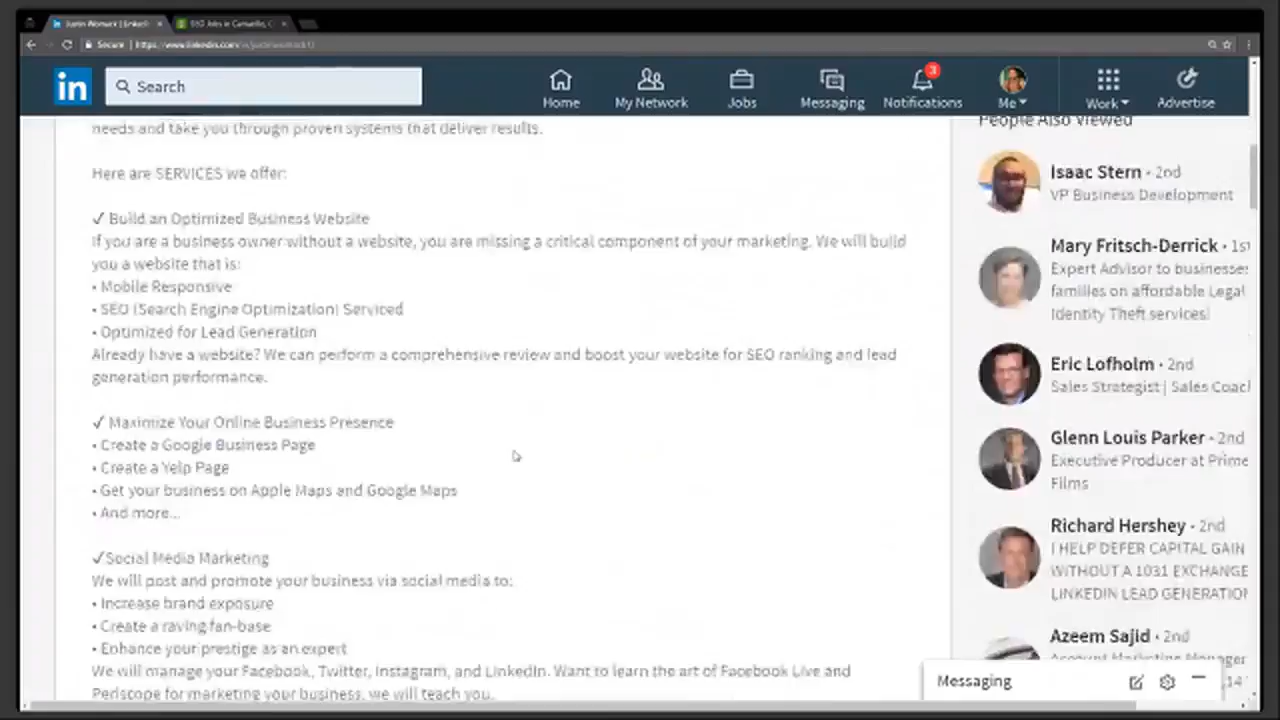 Secure
in
Search
Home
My Network
Jobs
Messaging
3
Notifications
Me
Work
Advertise
needs and take you through proven systems that deliver results.
Here are SERVICES we offer:
✓ Build an Optimized Business Website
If you are a business owner without a website, you are missing a critical component of your marketing. We will build
you a website that is:
• Mobile Responsive
• SEO (Search Engine Optimization) Serviced
• Optimized for Lead Generation
Already have a website? We can perform a comprehensive review and boost your website for SEO ranking and lead
generation performance.
✓ Maximize Your Online Business Presence
• Create a Google Business Page
• Create a Yelp Page
• Get your business on Apple Maps and Google Maps
• And more...
✓Social Media Marketing
We will post and promote your business via social media to:
• Increase brand exposure
• Create a raving fan-base
• Enhance your prestige as an expert
We will manage your Facebook, Twitter, Instagram, and LinkedIn. Want to learn the art of Facebook Live and
Periscope for marketing your business, we will teach you.
People Also Viewed
Isaac Stern • 2nd
VP Business Development
Mary Fritsch-Derrick • 1st
Expert Advisor to businesses
families on affordable Legal
Identity Theft services!
Eric Lofholm • 2nd
Sales Strategist | Sales Coach
Glenn Louis Parker • 2nd
Executive Producer at Prime
Films
Richard Hershey • 2nd
I HELP DEFER CAPITAL GAIN
WITHOUT A 1031 EXCHANGE
LINKEDIN LEAD GENERATION
Azeem Sajid • 2nd
Account Marketing Manager
Messaging